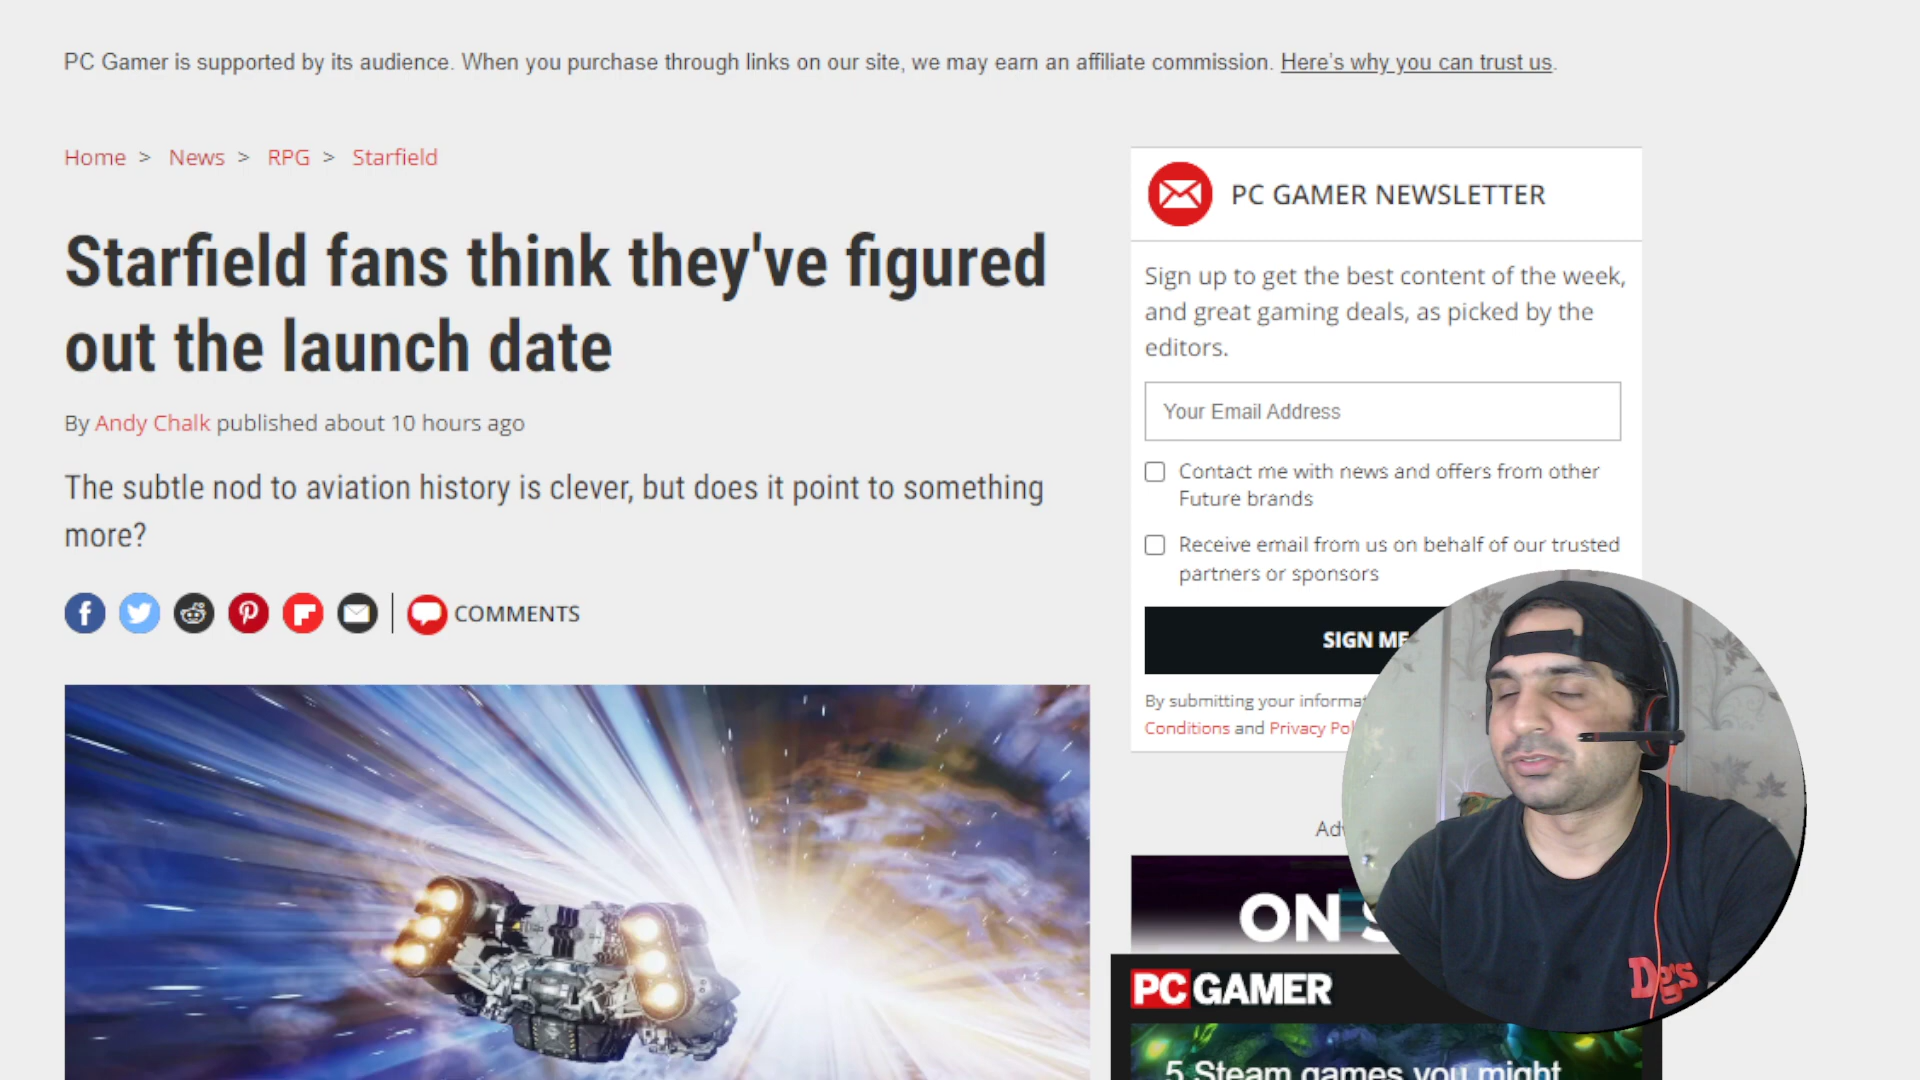 PC Gamer is supported by its audience. When you purchase through links on our site, we may earn an affiliate commission. Here's why you can trust us.
Home > News > RPG > Starfield
Starfield fans think they've figured
out the launch date
By Andy Chalk published about 10 hours ago
The subtle nod to aviation history is clever, but does it point to something
more?
COMMENTS
PC GAMER NEWSLETTER
Sign up to get the best content of the week,
and great gaming deals, as picked by the
editors.
Your Email Address
Contact me with news and offers from other
Future brands
Receive email from us on behalf of our trusted
partners or sponsors
SIGN ME
By submitting your
Conditions and Privacy
ON
PC GAMER
5 Steam games you might